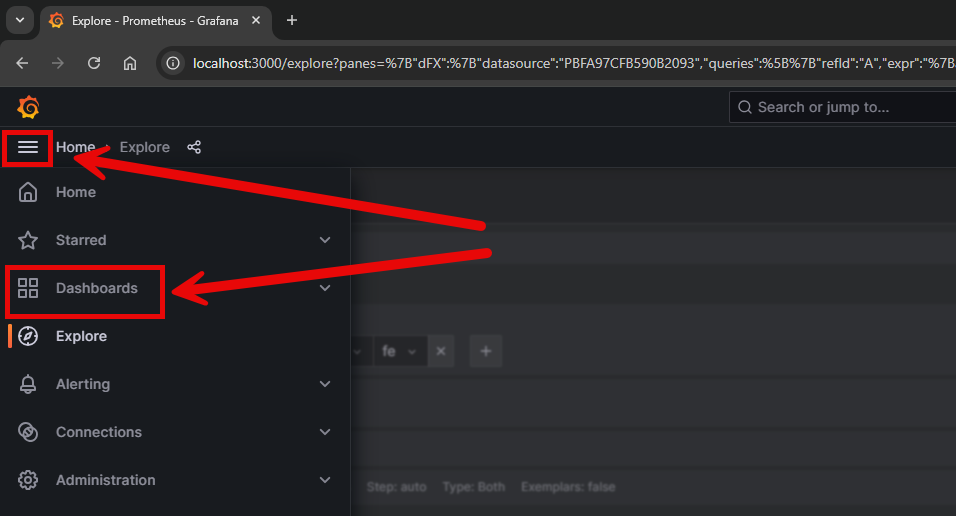 Explore - Prometheus - Grafana
localhost:3000/explore?panes=%7B"dFX":%7B"datasource":"PBFA97CFB590B2093","queries":%5B%7B"refId":"A","expr":"%7B
Search or jump to...
Home Explore
Home
Starred
Dashboards
Explore
fe
Alerting
Connections
Administration
Step: auto Type: Both Exemplars: false